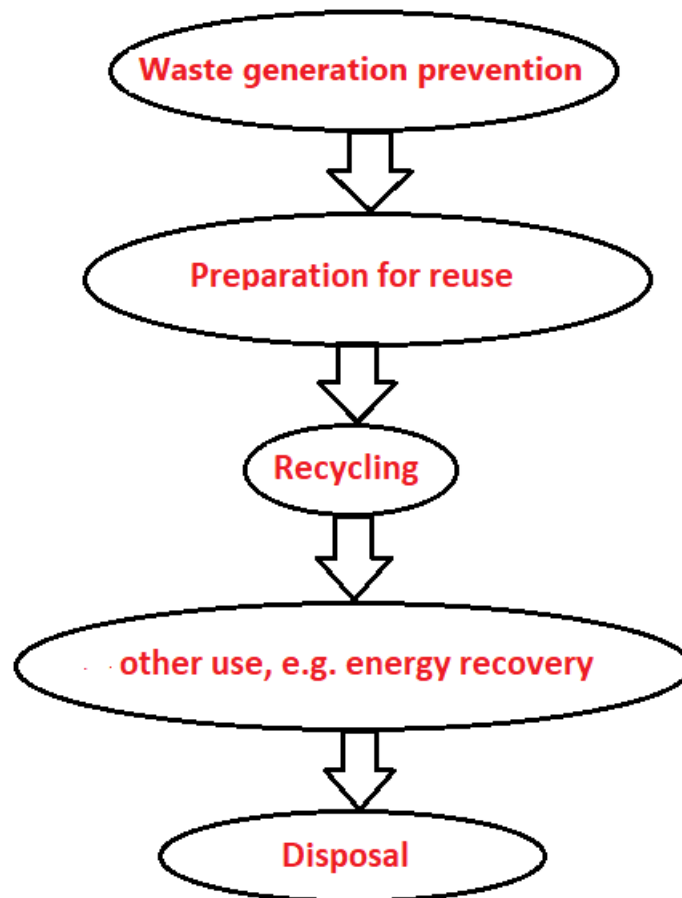 Waste generation prevention
Preparation for reuse
Recycling
other use, e.g. energy recovery
Disposal